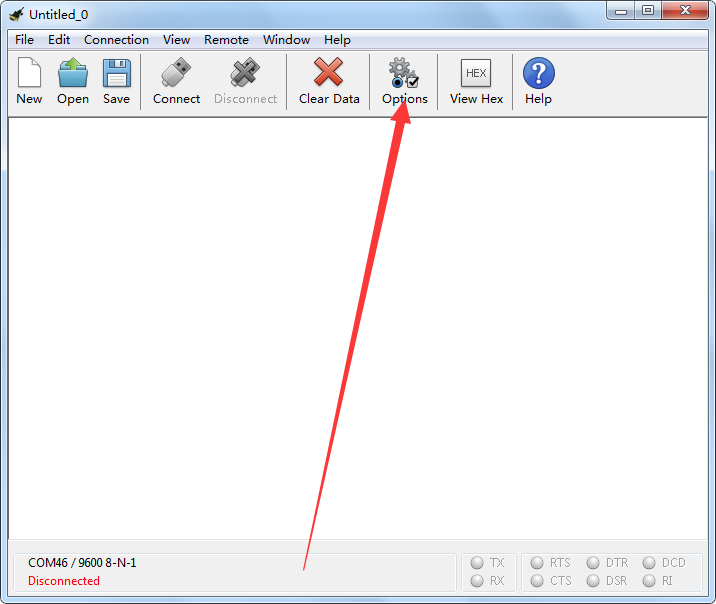 Untitled_0
File Edit Connection View Remote Window Help
HEX
New Open Save Connect Disconnect Clear Data Options View Hex Help
COM46 / 9600 8-N-1
Disconnected
TX RTS DTR DCD
RX CTS DSR RI